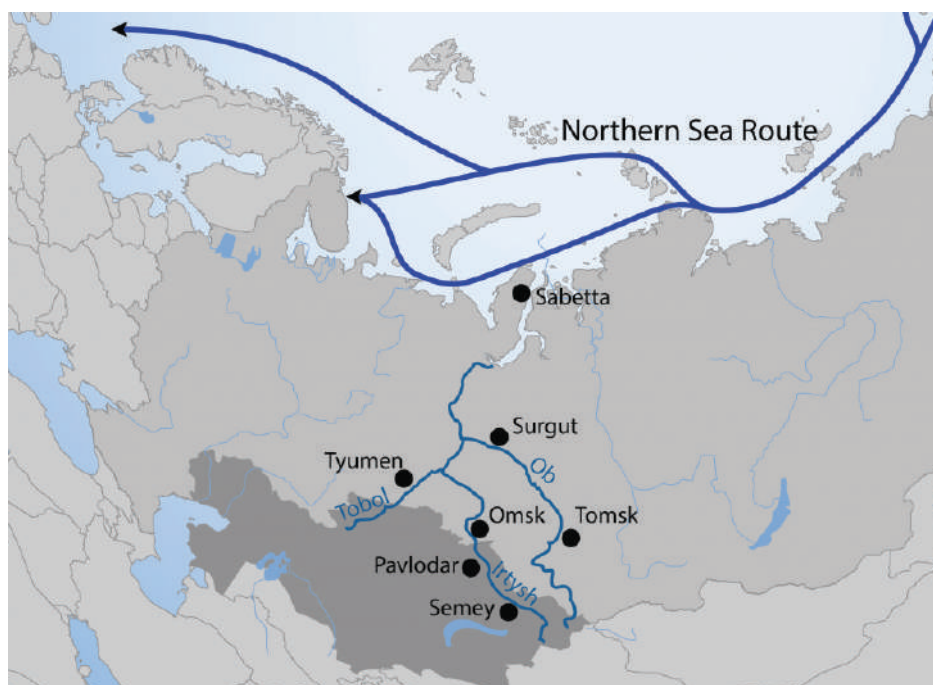 Northern Sea Route
Sabetta
Surgut
Tyumen
Ob
Tobol
Omsk
Tomsk
Pavlodar
Irtysh
Semey